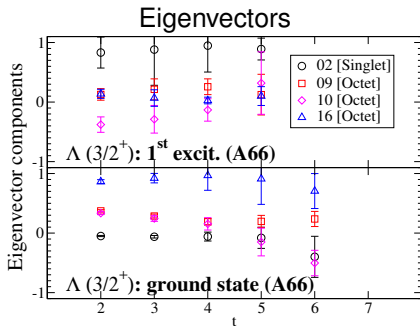 Eigenvectors
Eigenvector components
1
0
-1
02 [Singlet]
09 [Octet]
10 [Octet]
16 [Octet]
Λ (3/2⁺): 1ˢᵗ excit. (A66)
1
0
-1
Λ (3/2⁺): ground state (A66)
2 3 4 5 6 7
t